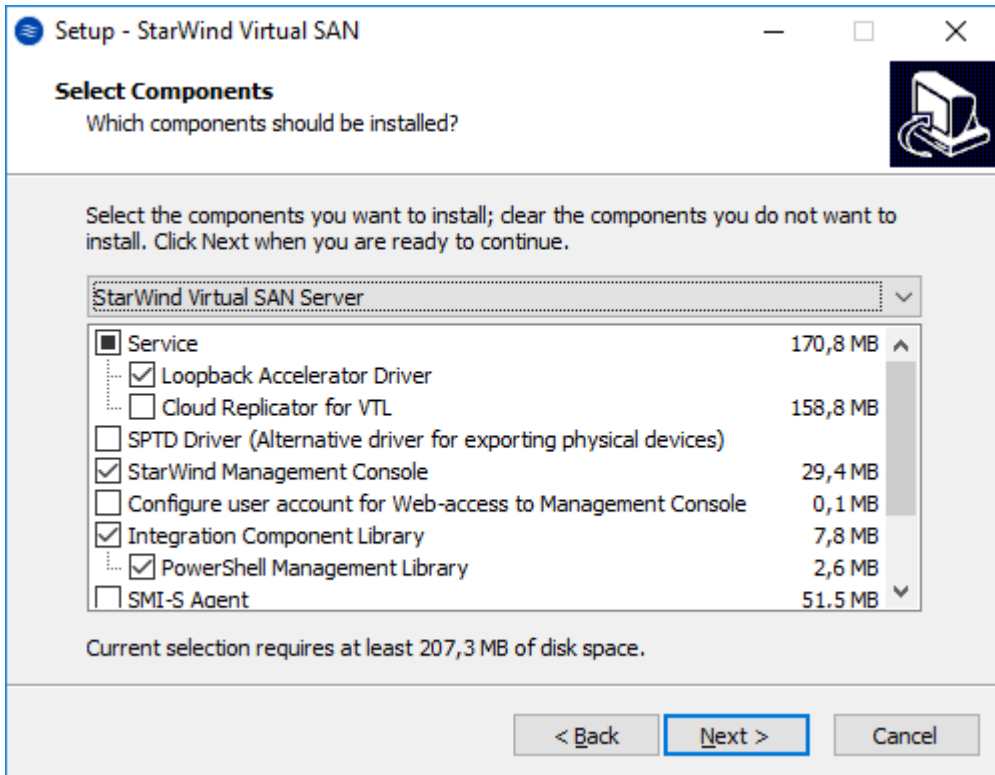 Setup - StarWind Virtual SAN
Select Components
Which components should be installed?
Select the components you want to install; clear the components you do not want to
install. Click Next when you are ready to continue.
StarWind Virtual SAN Server
Service 170,8 MB
Loopback Accelerator Driver
Cloud Replicator for VTL 158,8 MB
SPTD Driver (Alternative driver for exporting physical devices)
StarWind Management Console 29,4 MB
Configure user account for Web-access to Management Console 0,1 MB
Integration Component Library 7,8 MB
PowerShell Management Library 2,6 MB
SMI-S Agent 51,5 MB
Current selection requires at least 207,3 MB of disk space.
< Back Next > Cancel